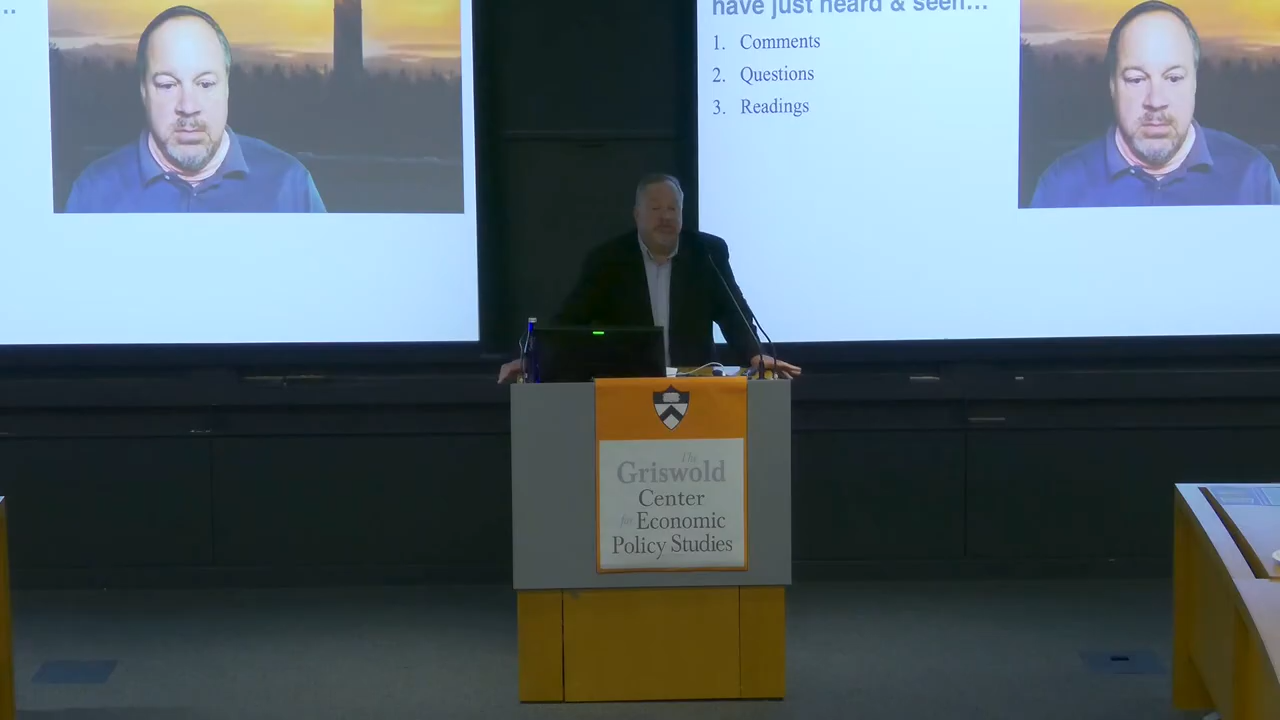 ..
have just heard & seen...
1. Comments
2. Questions
3. Readings
The
Griswold
Center
for Economic
Policy Studies